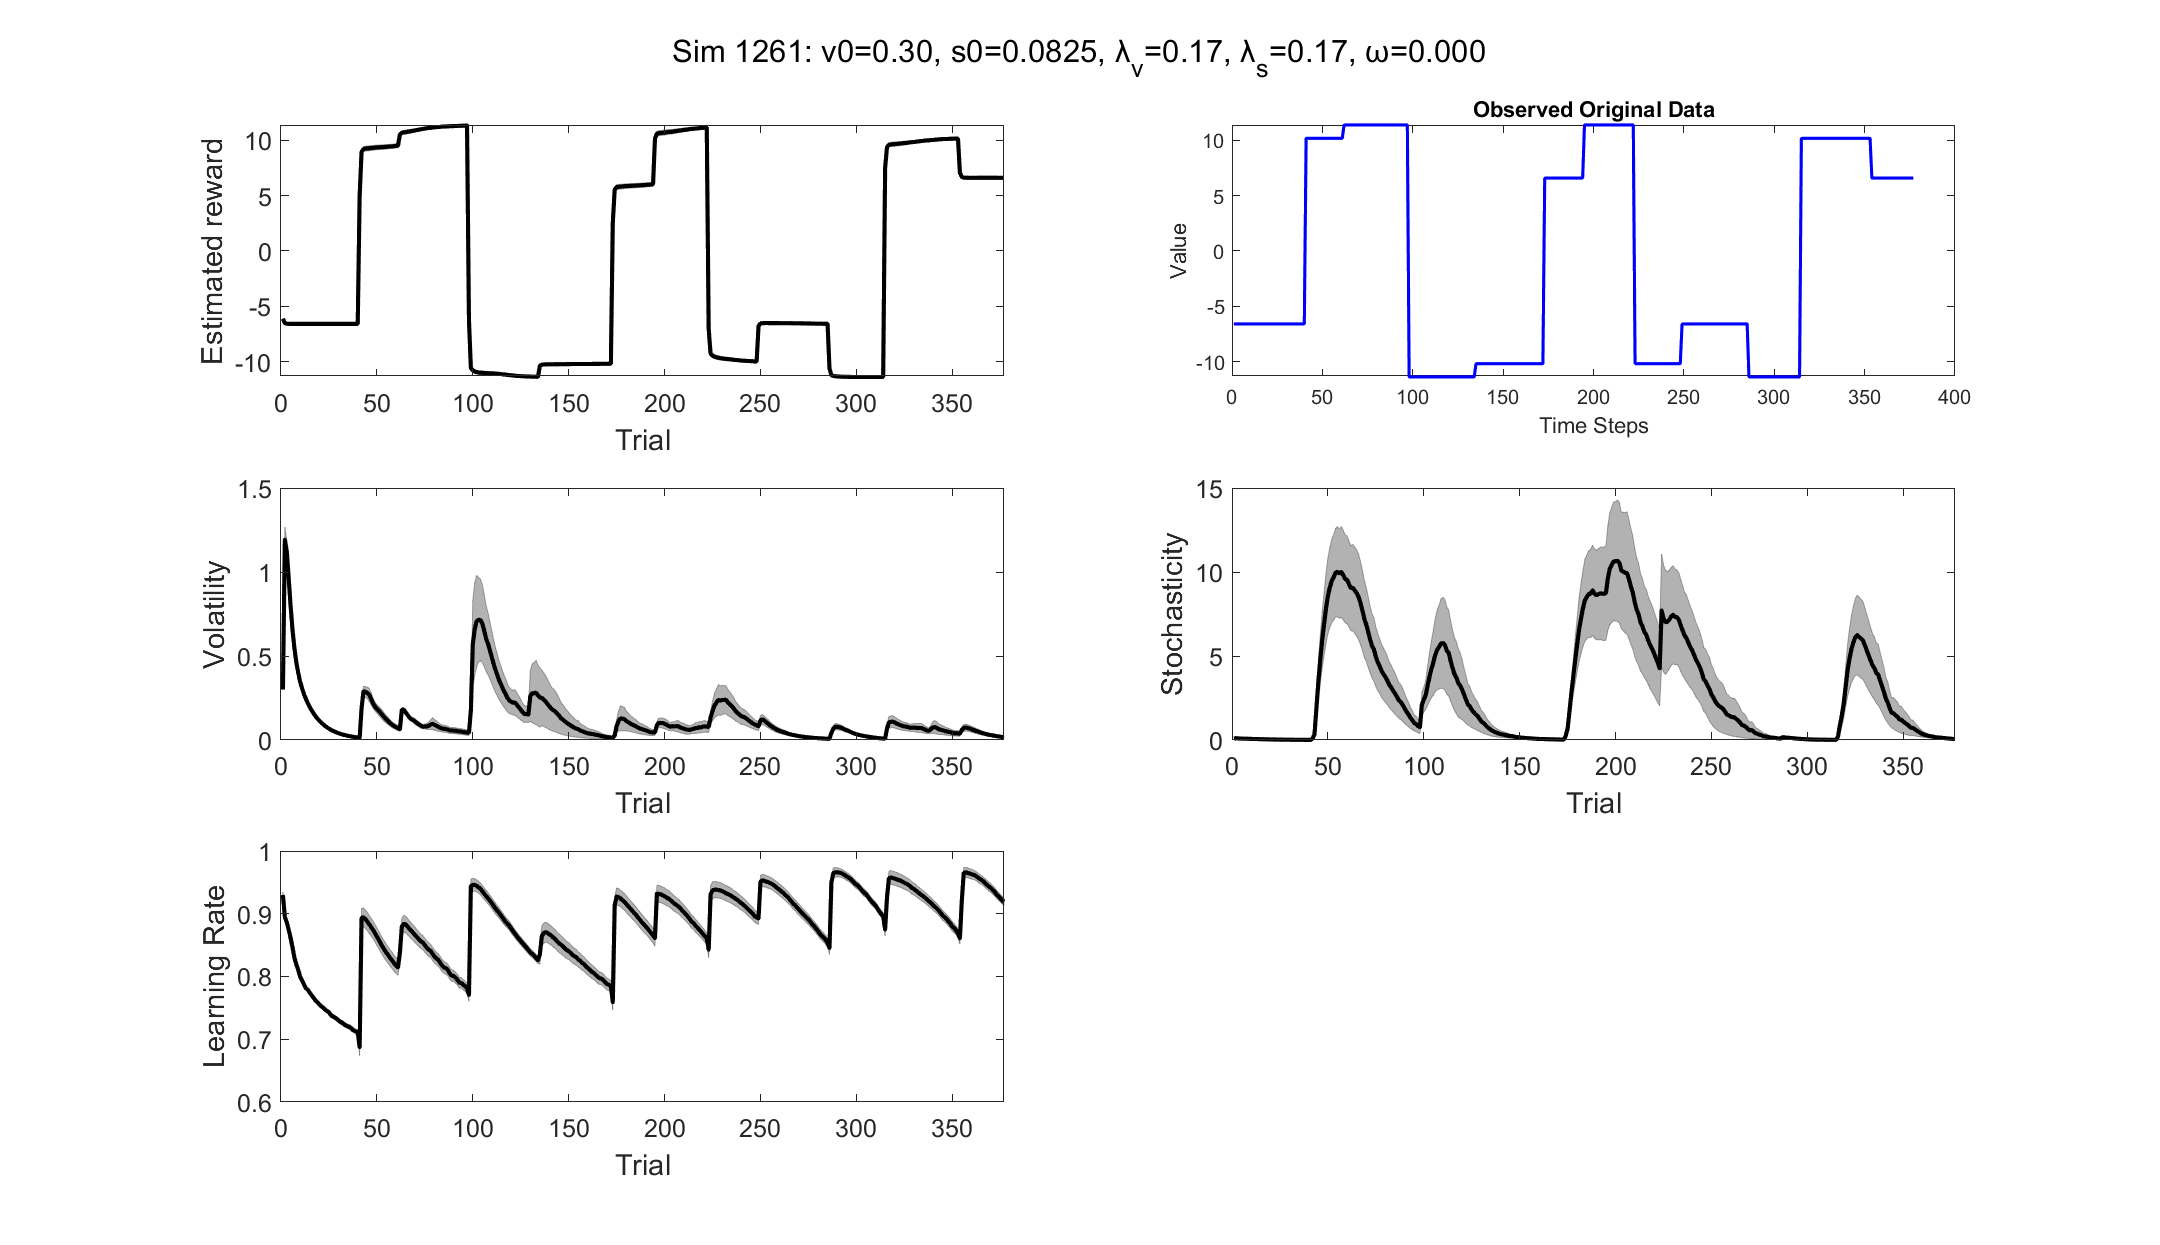 Sim 1261: v0=0.30, s0=0.0825, λ_v=0.17, λ_s=0.17, ω=0.000
Estimated reward
10
5
0
-5
-10
0 50 100 150 200 250 300 350
Trial
Observed Original Data
Value
10
5
0
-5
-10
0 50 100 150 200 250 300 350 400
Time Steps
Volatility
1.5
1
0.5
0
0 50 100 150 200 250 300 350
Trial
Stochasticity
15
10
5
0
0 50 100 150 200 250 300 350
Trial
Learning Rate
1
0.9
0.8
0.7
0.6
0 50 100 150 200 250 300 350
Trial